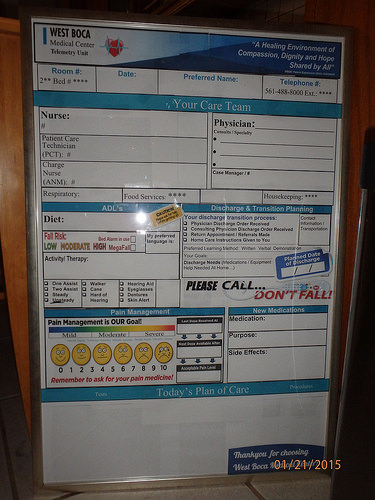 WEST BOCA
Medical Center
Telemetry Unit
"A Healing Environment of
Compassion, Dignity and Hope
Shared by All"
Room #:
2** Bed # ****
Date:
Preferred Name:
Telephone #:
561-488-8000 Ext.: ****
Your Care Team
Nurse:
#
Physician:
Consults / Specialty
Patient Care
Technician
(PCT): #
Charge
Nurse
(ANM): #
Case Manager / #
Respiratory:
Food Services: ****
Housekeeping: ****
ADL's
Discharge & Transition Planning
Diet:
Fall Risk:
LOW MODERATE HIGH MegaFall
Bed Alarm in use
My preferred
language is:
Activity/ Therapy:
One Assist
Two Assist
Steady
Unsteady
Walker
Cane
Hard of
Hearing
Hearing Aid
Eyeglasses
Dentures
Skin Alert
Your discharge transition process:
Physician Discharge Order Received
Consulting Physician Discharge Order Received
Return Appointment / Referrals Made
Home Care Instructions Given to You
Contact
Information /
Transportation
Preferred Learning Method: Written Verbal Demonstration
Your Goals:
Discharge Needs (Medications / Equipment
Help Needed At Home...)
Planned Date
of Discharge
PLEASE CALL...
DON'T FALL!
Pain Management
New Medications
Pain Management is OUR Goal!
Mild Moderate Severe
0 1 2 3 4 5 6 7 8 9 10
Remember to ask for your pain medicine!
Last Dose Received At
Next Dose Available After
Acceptable Pain Level
Medication:
Purpose:
Side Effects:
Tests
Today's Plan of Care
Procedures
Thankyou for choosing
West Boca
01/21/2015